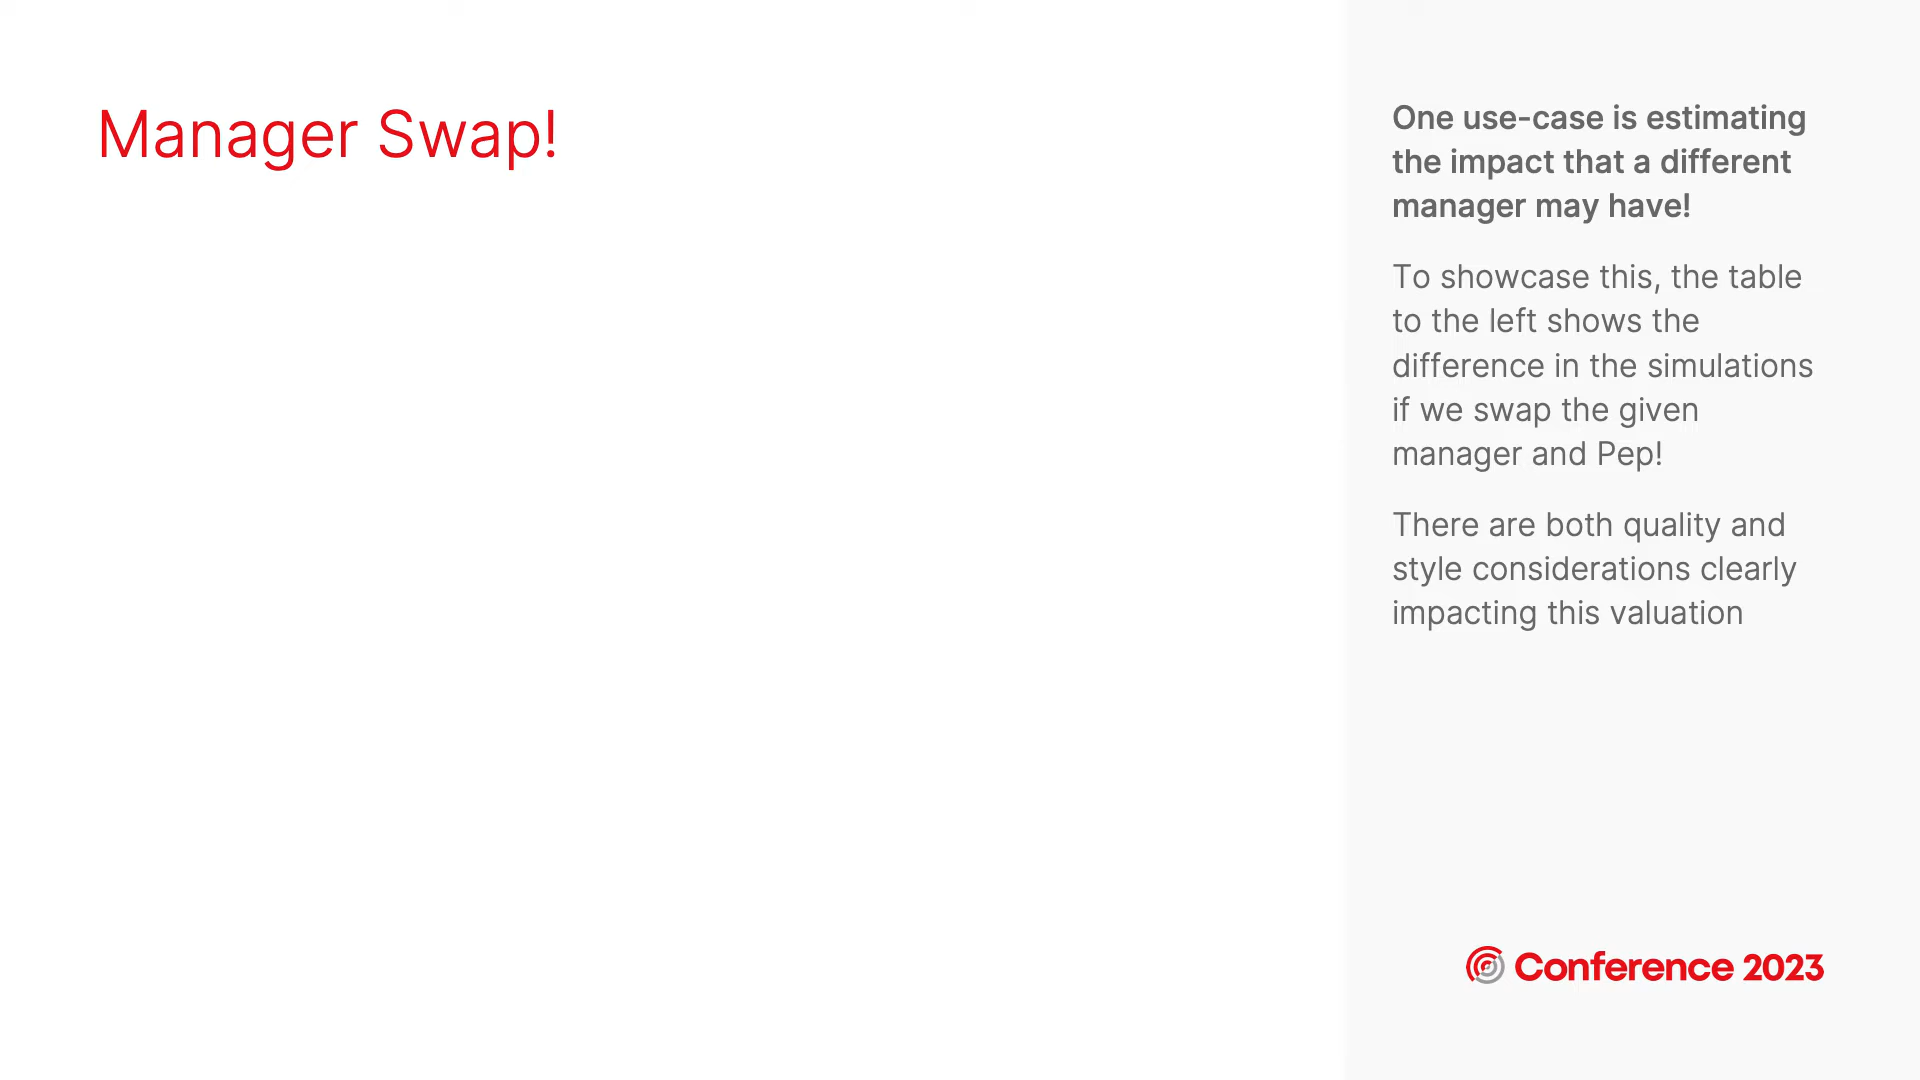 Manager Swap!
One use-case is estimating
the impact that a different
manager may have!
To showcase this, the table
to the left shows the
difference in the simulations
if we swap the given
manager and Pep!
There are both quality and
style considerations clearly
impacting this valuation
Conference 2023